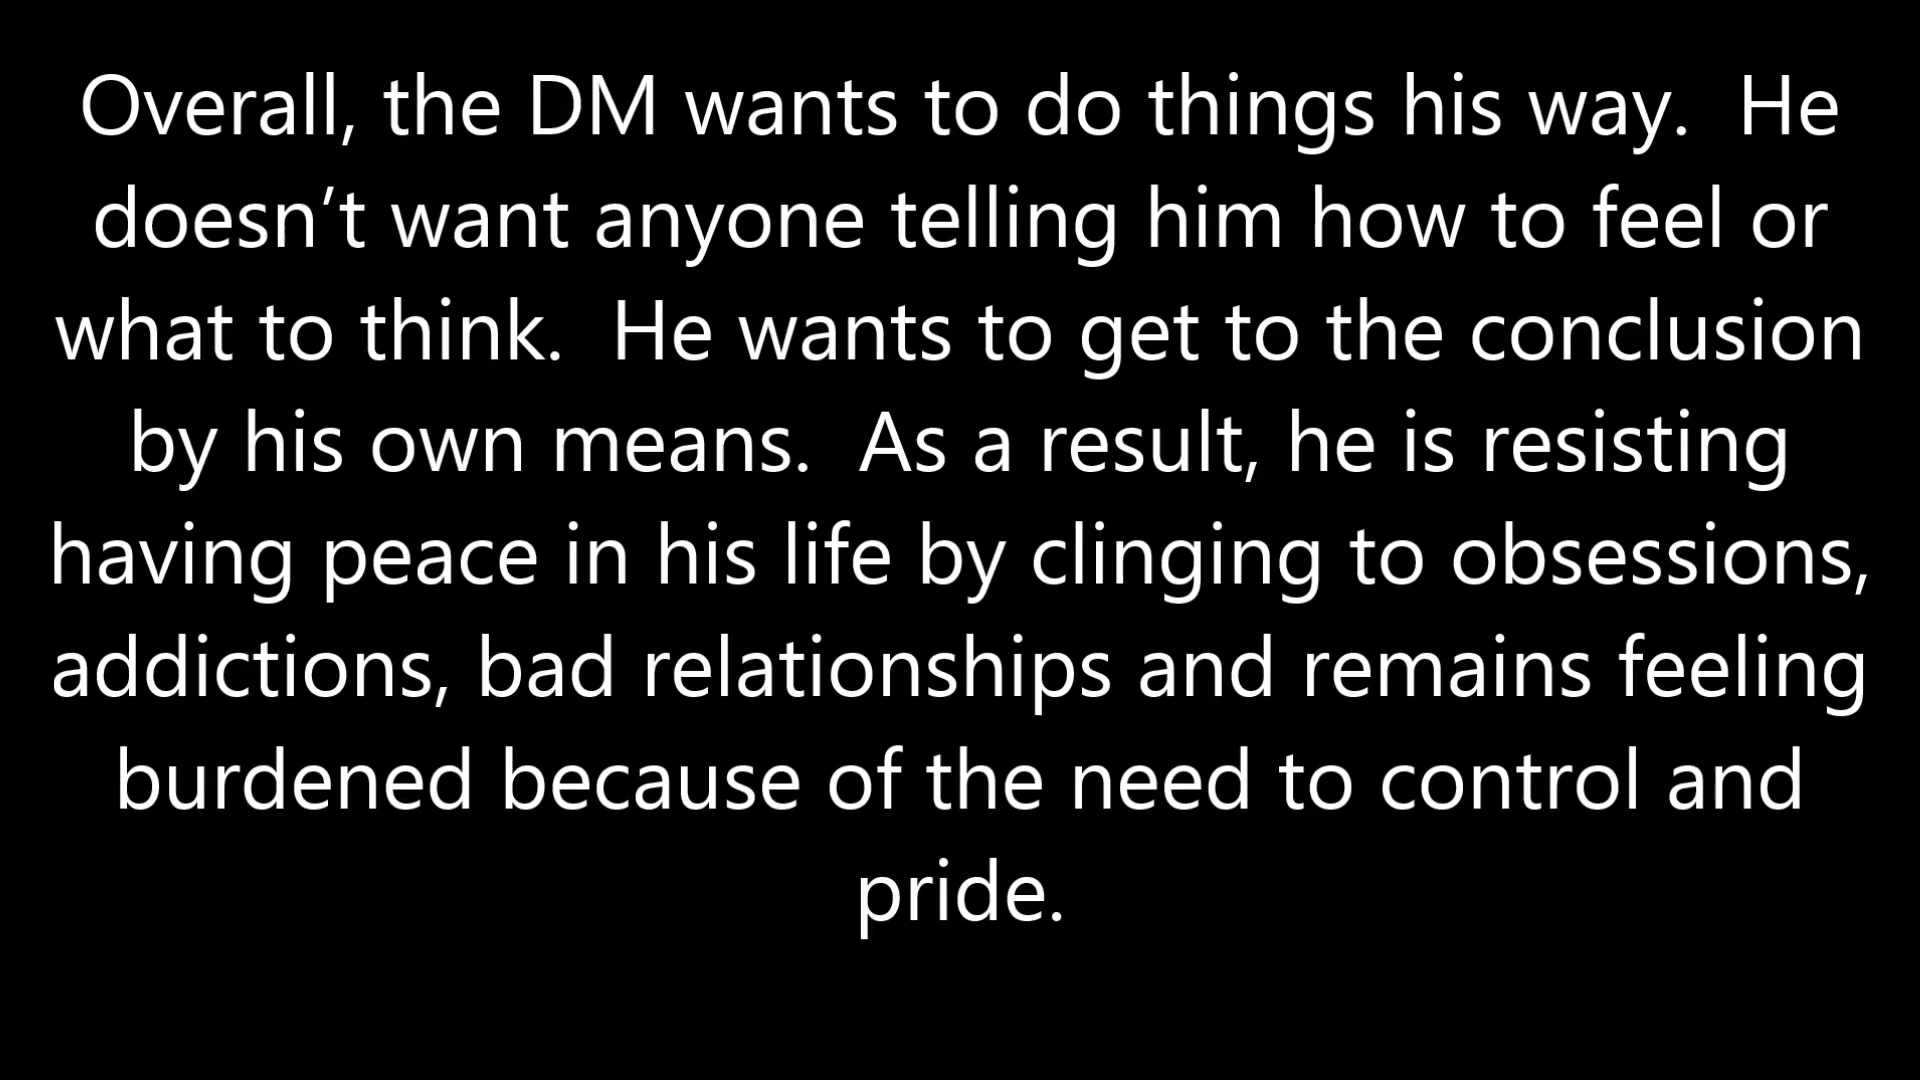 Overall, the DM wants to do things his way.  He
doesn’t want anyone telling him how to feel or
what to think.  He wants to get to the conclusion
by his own means.  As a result, he is resisting
having peace in his life by clinging to obsessions,
addictions, bad relationships and remains feeling
burdened because of the need to control and
pride.